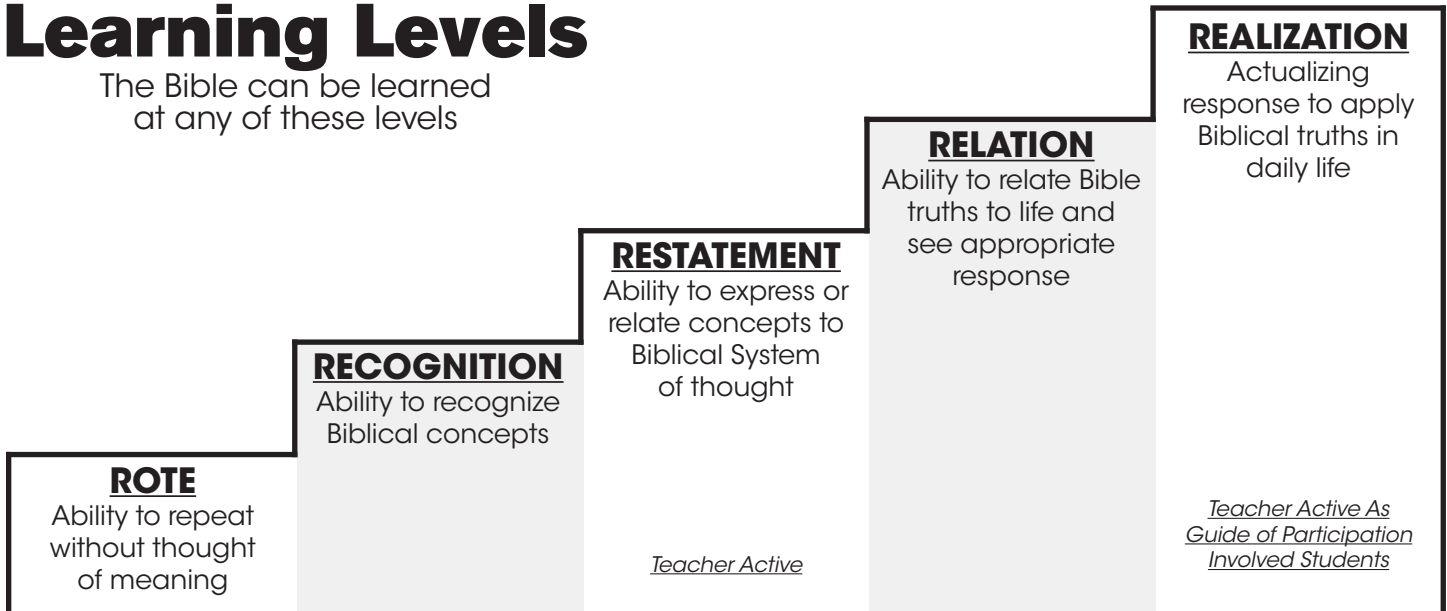 Learning Levels
The Bible can be learned
at any of these levels
ROTE
Ability to repeat
without thought
of meaning
RECOGNITION
Ability to recognize
Biblical concepts
RESTATEMENT
Ability to express or
relate concepts to
Biblical System
of thought
Teacher Active
RELATION
Ability to relate Bible
truths to life and
see appropriate
response
REALIZATION
Actualizing
response to apply
Biblical truths in
daily life
Teacher Active As
Guide of Participation
Involved Students